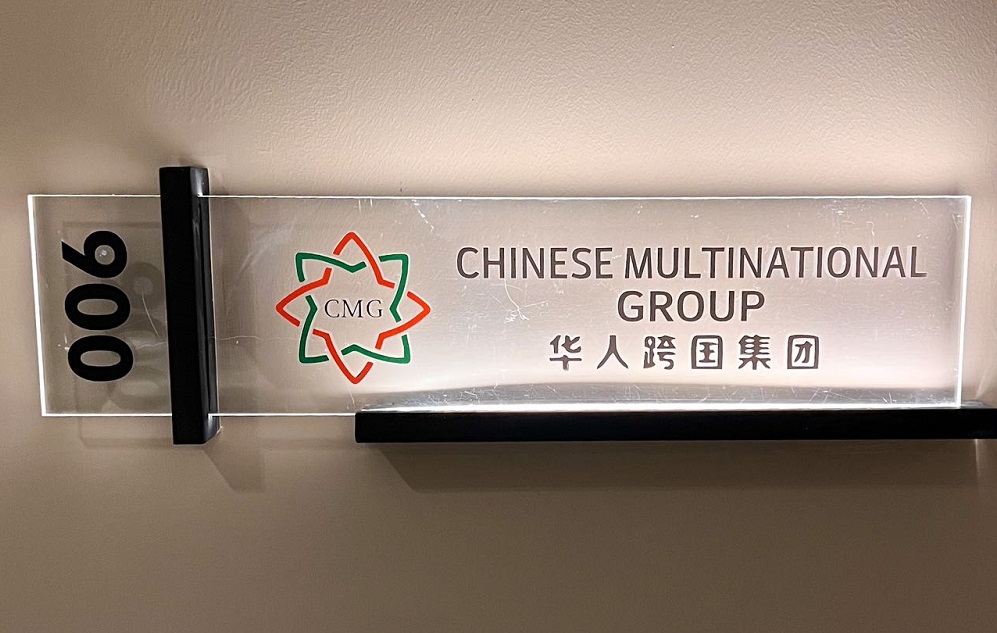 006
CMG
CHINESE MULTINATIONAL
GROUP
华人跨国集团